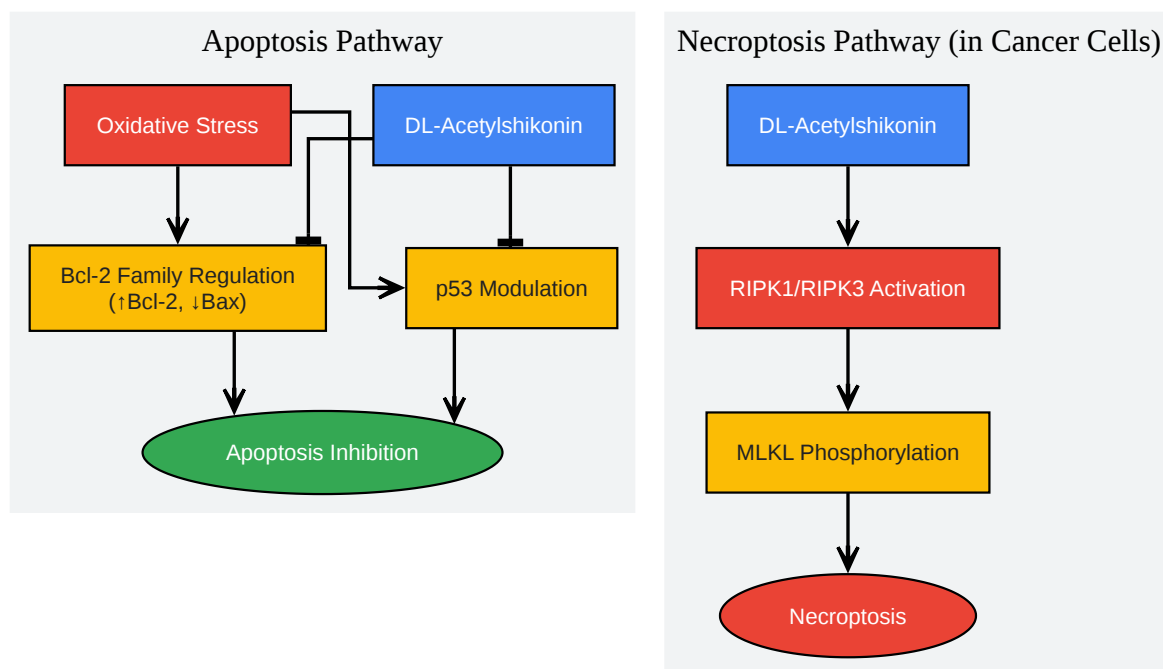 Apoptosis Pathway
Oxidative Stress
DL-Acetylshikonin
Bcl-2 Family Regulation
(↑Bcl-2, ↓Bax)
p53 Modulation
Apoptosis Inhibition
Necroptosis Pathway (in Cancer Cells)
DL-Acetylshikonin
RIPK1/RIPK3 Activation
MLKL Phosphorylation
Necroptosis